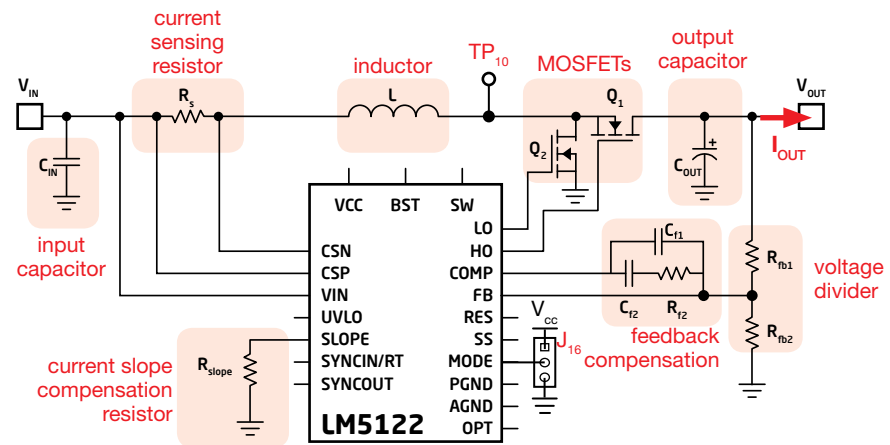 current
sensing
resistor
TP10
output
capacitor
inductor
MOSFETs
VIN
Rs
L
Q1
VOUT
CIN
Q2
+
COUT
IOUT
input
capacitor
VCC
BST
SW
LO
HO
CSN
COMP
CSP
FB
VIN
RES
UVLO
SS
SLOPE
MODE
SYNCIN/RT
PGND
SYNCOUT
AGND
OPT
LM5122
Cf1
Cf2
Rf2
Rfb1
voltage
divider
Rfb2
feedback
compensation
Vcc
J16
current slope
compensation
resistor
Rslope